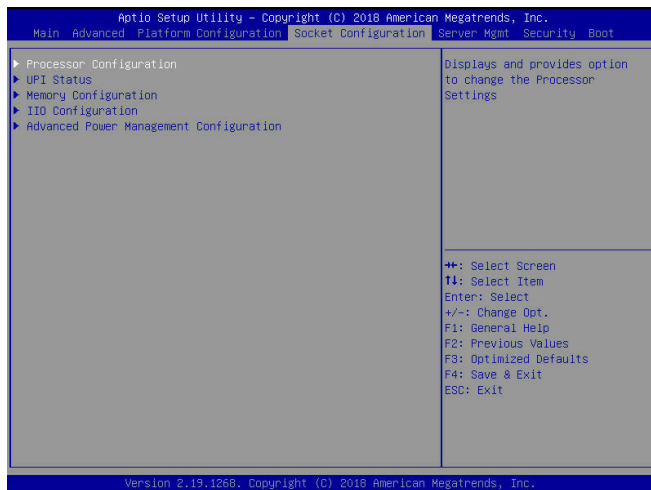 Aptio Setup Utility – Copyright (C) 2018 American Megatrends, Inc.
Main Advanced Platform Configuration Socket Configuration Server Mgmt Security Boot
Processor Configuration
UPI Status
Memory Configuration
IIO Configuration
Advanced Power Management Configuration
Displays and provides option
to change the Processor
Settings
→←: Select Screen
↑↓: Select Item
Enter: Select
+/-: Change Opt.
F1: General Help
F2: Previous Values
F3: Optimized Defaults
F4: Save & Exit
ESC: Exit
Version 2.19.1268. Copyright (C) 2018 American Megatrends, Inc.